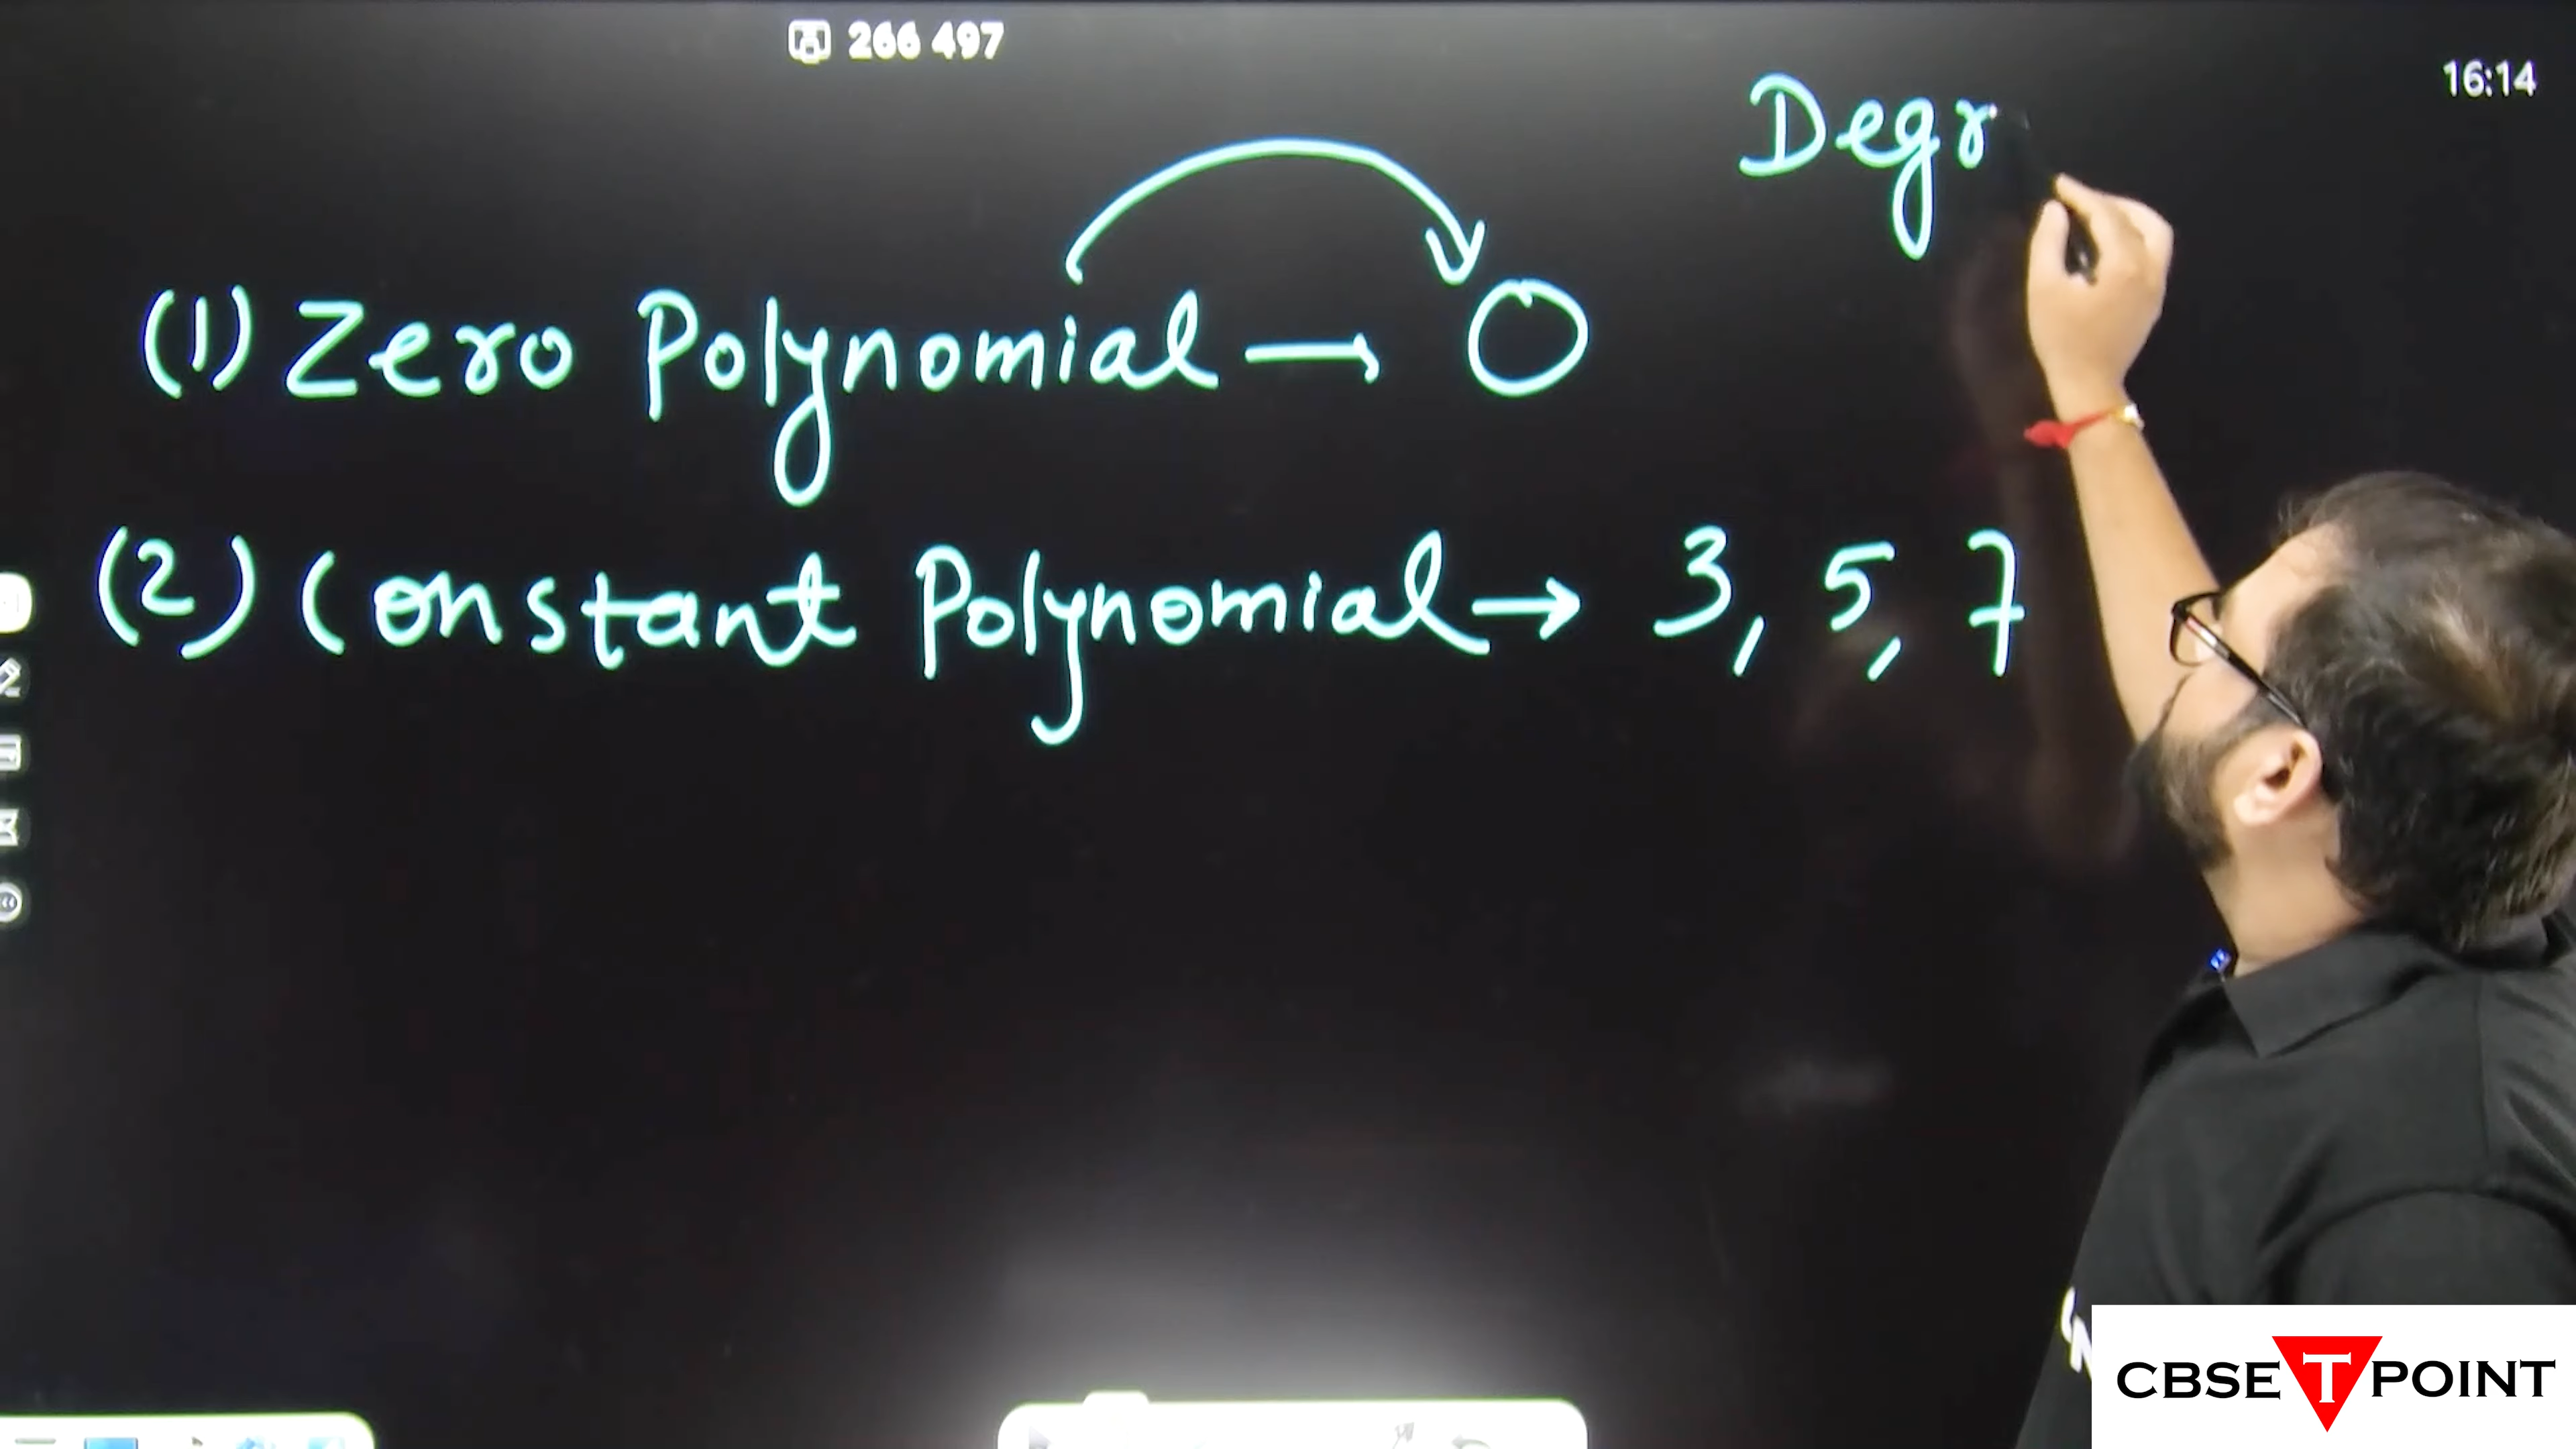 266 497
16:14
Degr
(1) Zero Polynomial → 0
(2) Constant Polynomial → 3, 5, 7
CBSE T POINT